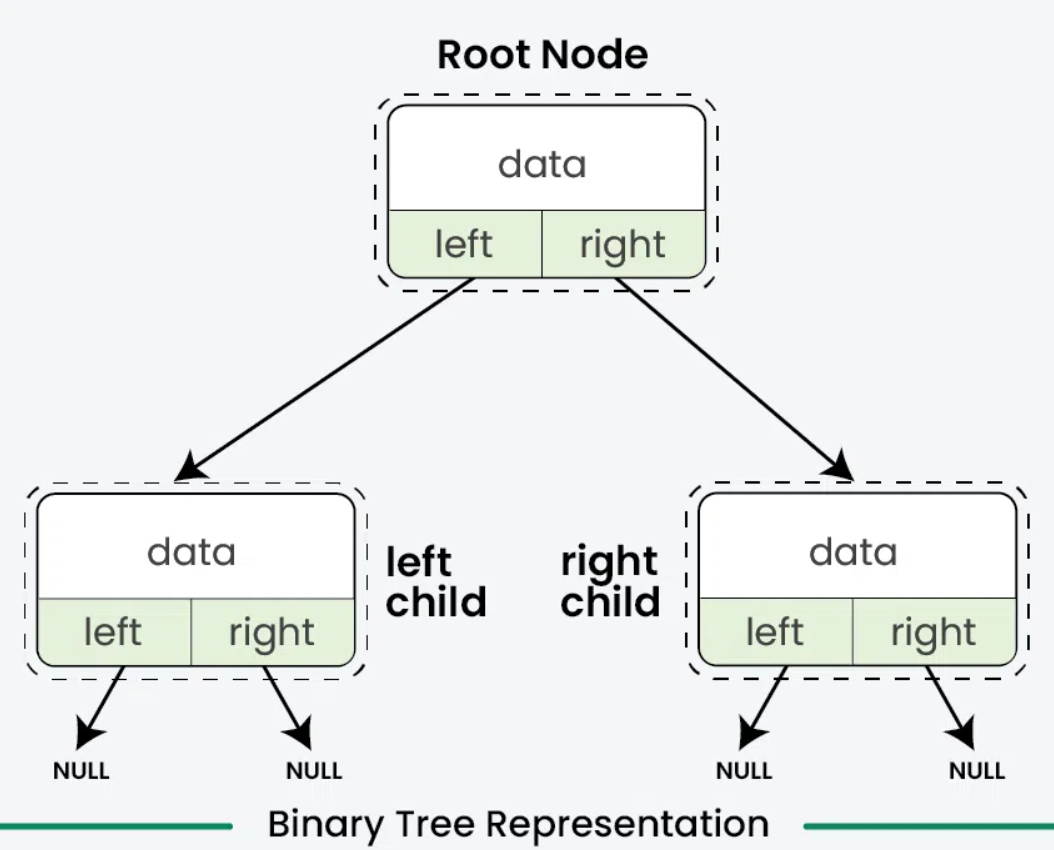 Root Node
data
left right
data
left right
left
child
right
child
data
left right
NULL NULL NULL NULL
Binary Tree Representation